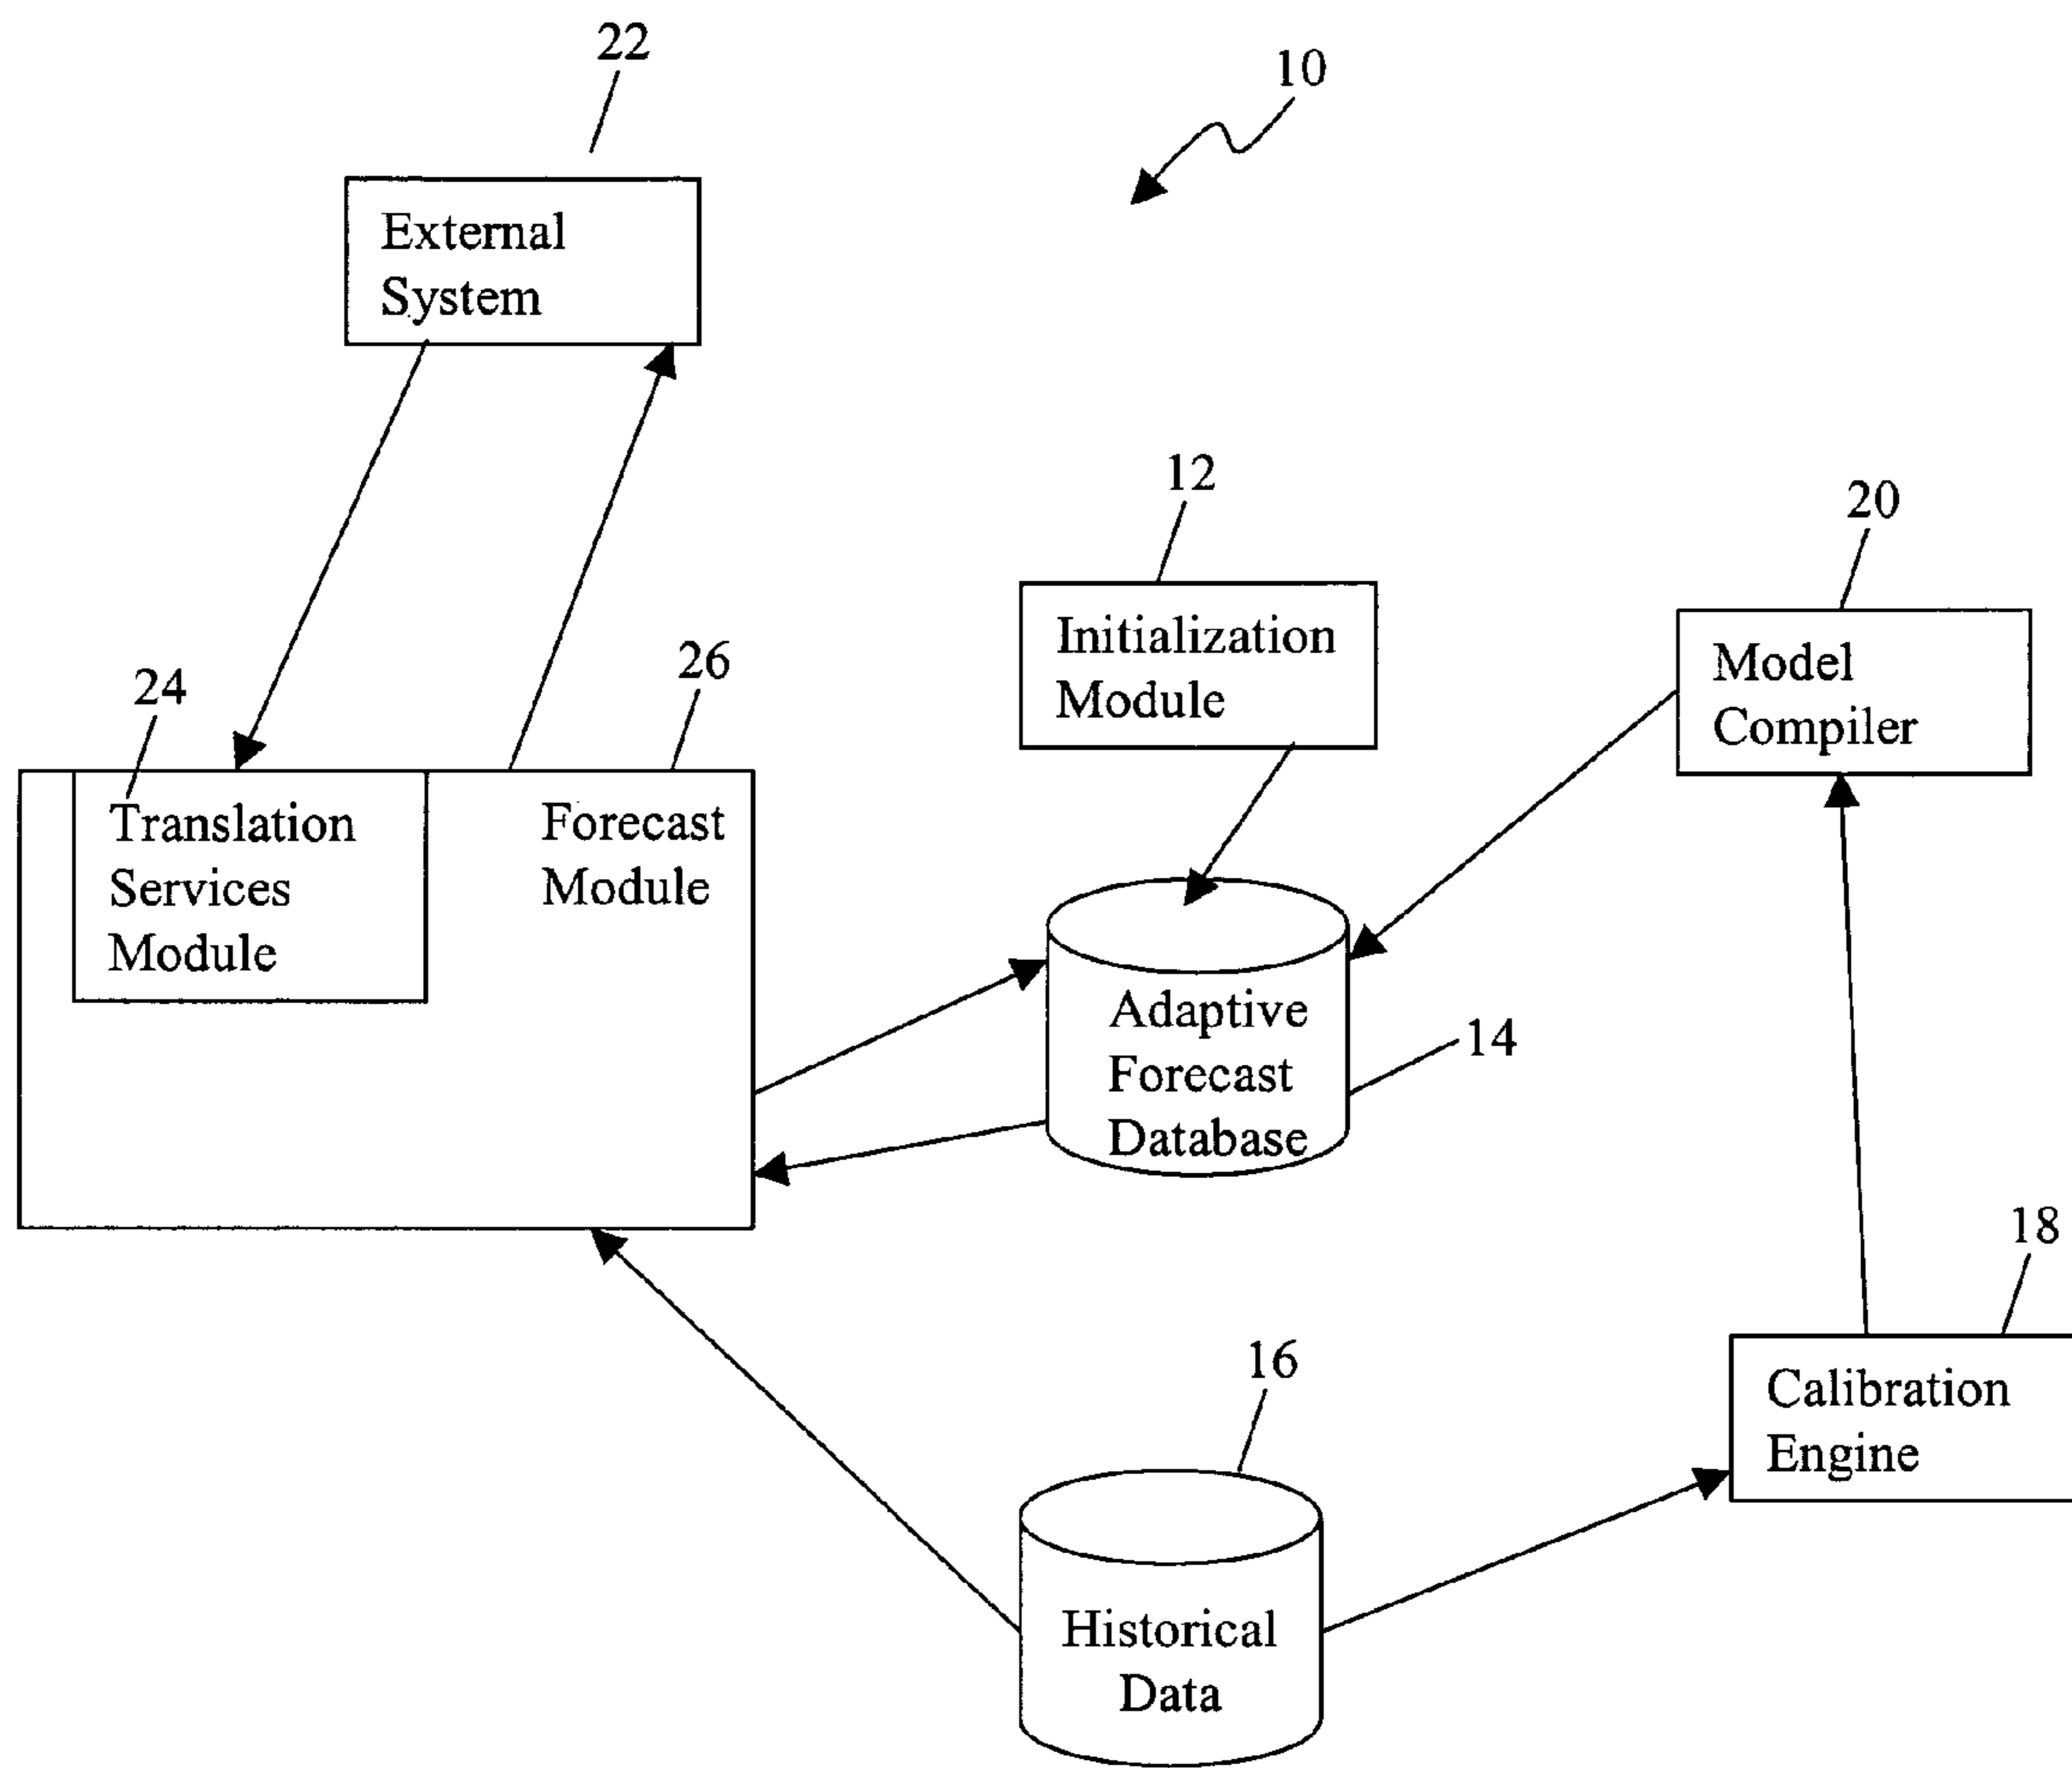 22
10
External
System
12
20
Initialization
Module
Model
Compiler
24
26
Translation
Services
Module
Forecast
Module
Adaptive
Forecast
Database
14
18
Calibration
Engine
16
Historical
Data